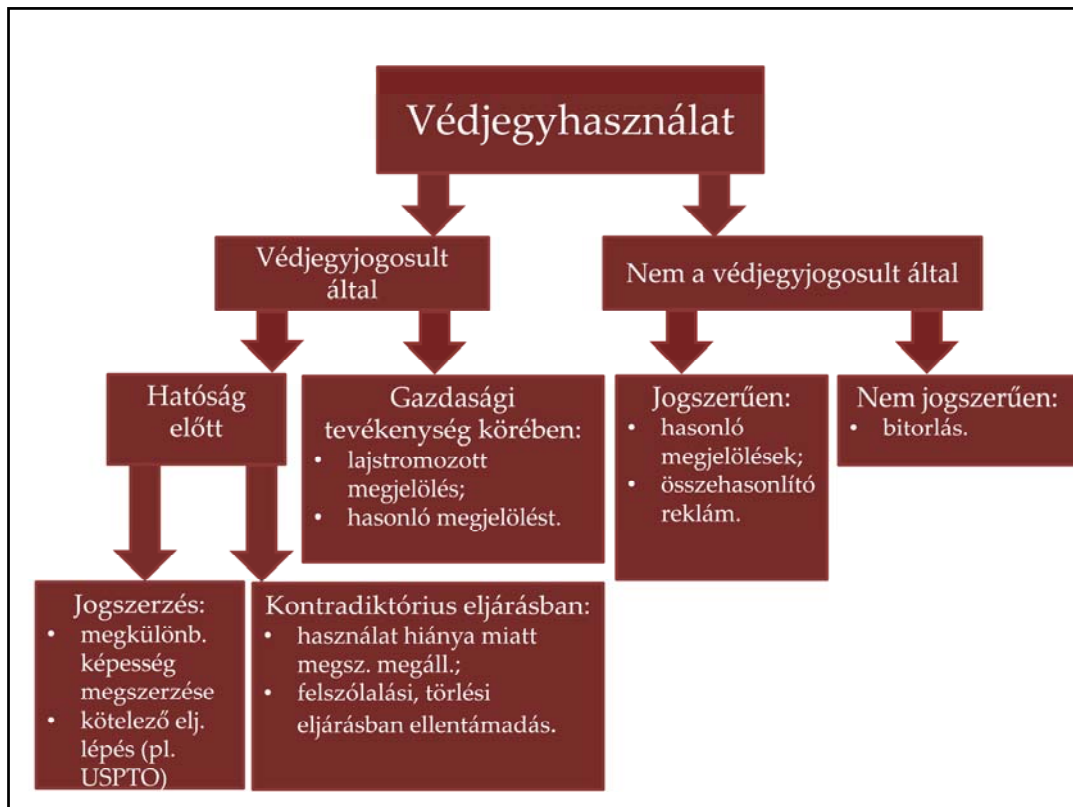 Védjegyhasználat
Védjegyjogosult
által
Nem a védjegyjogosult által
Hatóság
előtt
Gazdasági
tevékenység körében:
• lajstromozott
megjelölés;
• hasonló megjelölést.
Jogszerűen:
• hasonló
megjelölések;
• összehasonlító
reklám.
Nem jogszerűen:
• bitorlás.
Jogszerzés:
• megkülönb.
képesség
megszerzése
• kötelező elj.
lépés (pl.
USPTO)
Kontradiktórius eljárásban:
• használat hiánya miatt
megsz. megáll.;
• felszólalási, törlési
eljárásban ellentámadás.